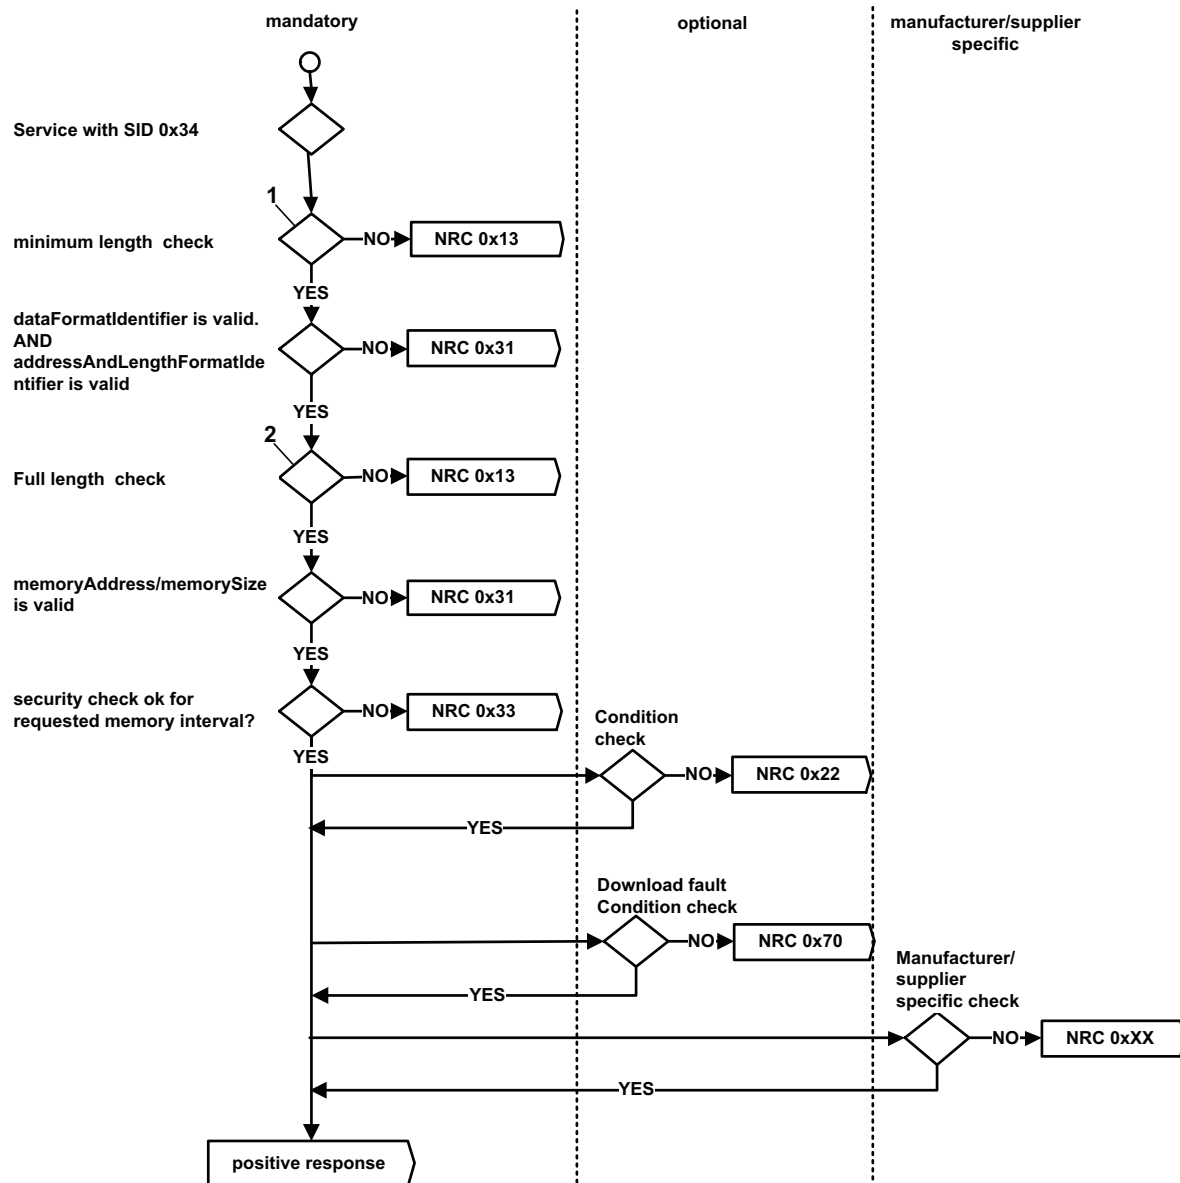 mandatory
optional
manufacturer/supplier
specific
Service with SID 0x34
1
minimum length check
NO
NRC 0x13
YES
dataFormatIdentifier is valid.
AND
addressAndLengthFormatIde
ntifier is valid
NO
NRC 0x31
YES
2
Full length check
NO
NRC 0x13
YES
memoryAddress/memorySize
is valid
NO
NRC 0x31
YES
security check ok for
requested memory interval?
NO
NRC 0x33
YES
Condition
check
NO
NRC 0x22
YES
Download fault
Condition check
NO
NRC 0x70
YES
Manufacturer/
supplier
specific check
NO
NRC 0xXX
YES
positive response